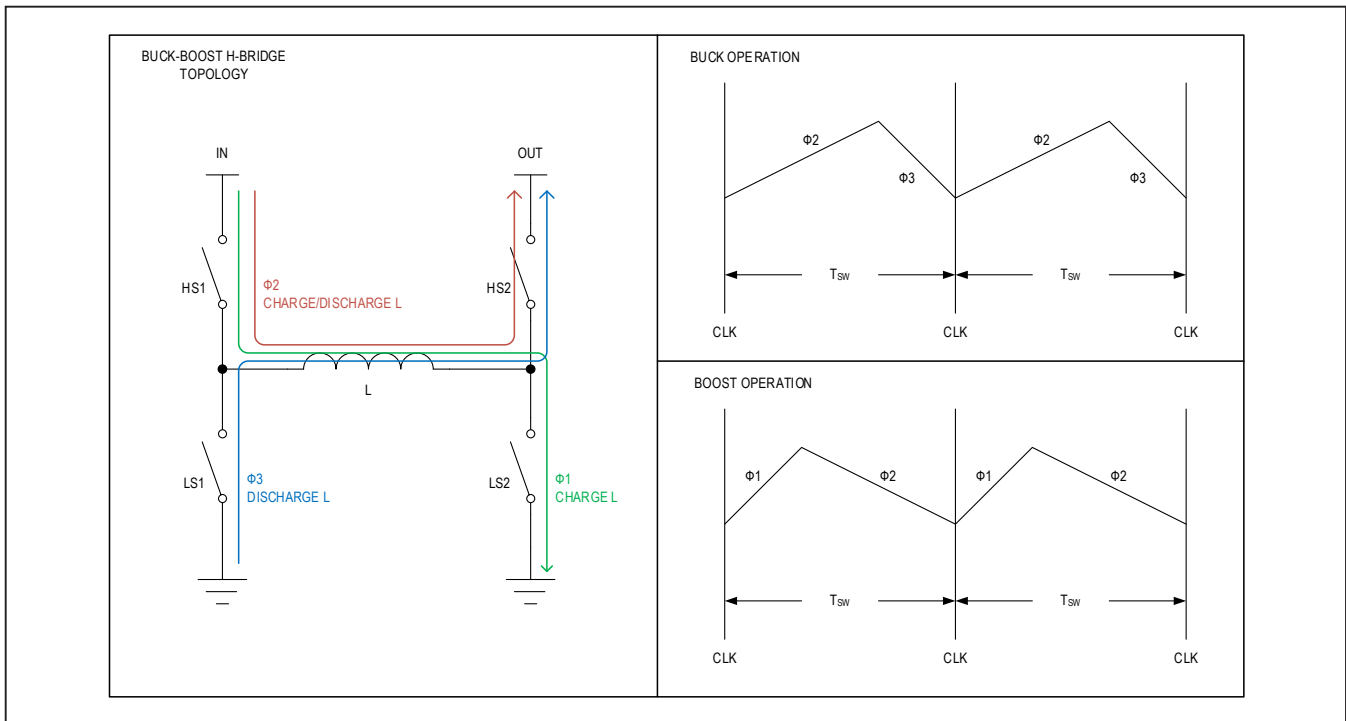 BUCK-BOOST H-BRIDGE
TOPOLOGY
IN
OUT
HS1
Φ2
CHARGE/DISCHARGE L
HS2
L
LS1
Φ3
DISCHARGE L
LS2
Φ1
CHARGE L
BUCK OPERATION
Φ2
Φ3
Φ2
Φ3
TSW
TSW
CLK
CLK
CLK
BOOST OPERATION
Φ1
Φ2
Φ1
Φ2
TSW
TSW
CLK
CLK
CLK